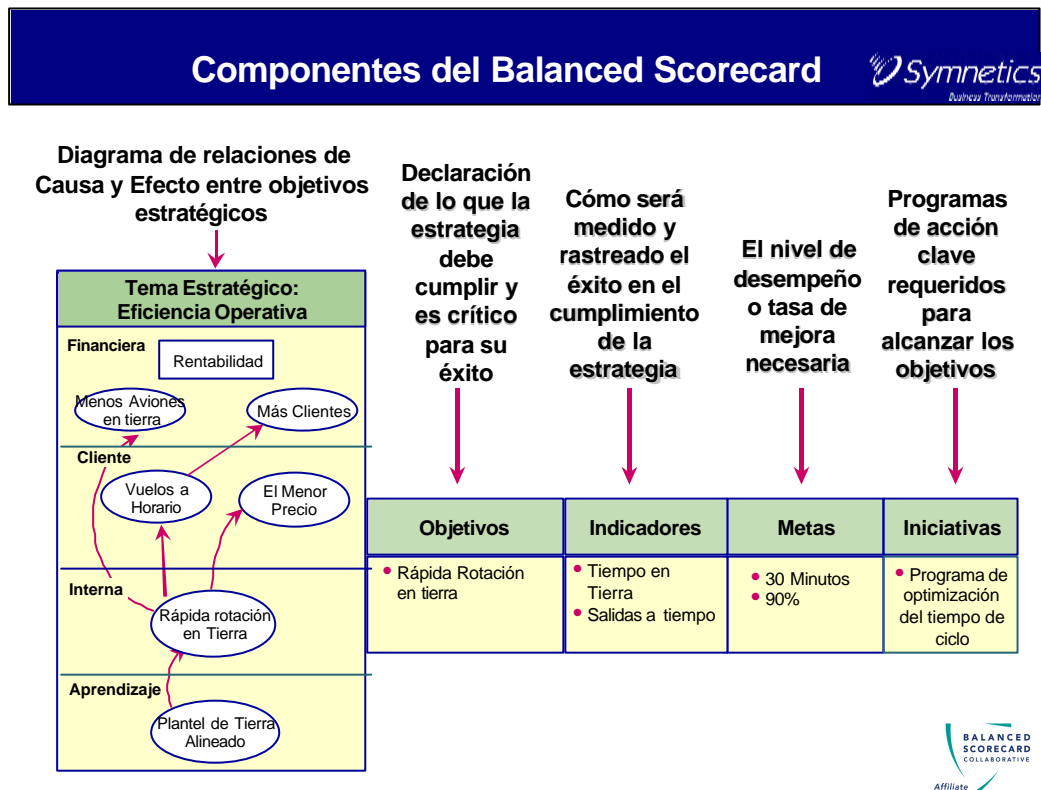 Componentes del Balanced Scorecard
Symnetics
Business Transformation
Diagrama de relaciones de
Causa y Efecto entre objetivos
estratégicos
Declaración
de lo que la
estrategia
debe
cumplir y
es crítico
para su
éxito
Cómo será
medido y
rastreado el
éxito en el
cumplimiento
de la
estrategia
El nivel de
desempeño
o tasa de
mejora
necesaria
Programas
de acción
clave
requeridos
para
alcanzar los
objetivos
Tema Estratégico:
Eficiencia Operativa
Financiera
Rentabilidad
Menos Aviones
en tierra
Más Clientes
Cliente
Vuelos a
Horario
El Menor
Precio
Interna
Rápida rotación
en Tierra
Aprendizaje
Plantel de Tierra
Alineado
Objetivos
Indicadores
Metas
Iniciativas
• Rápida Rotación
en tierra
• Tiempo en
Tierra
• Salidas a tiempo
• 30 Minutos
• 90%
• Programa de
optimización
del tiempo de
ciclo
BALANCED
SCORECARD
COLLABORATIVE
Affiliate